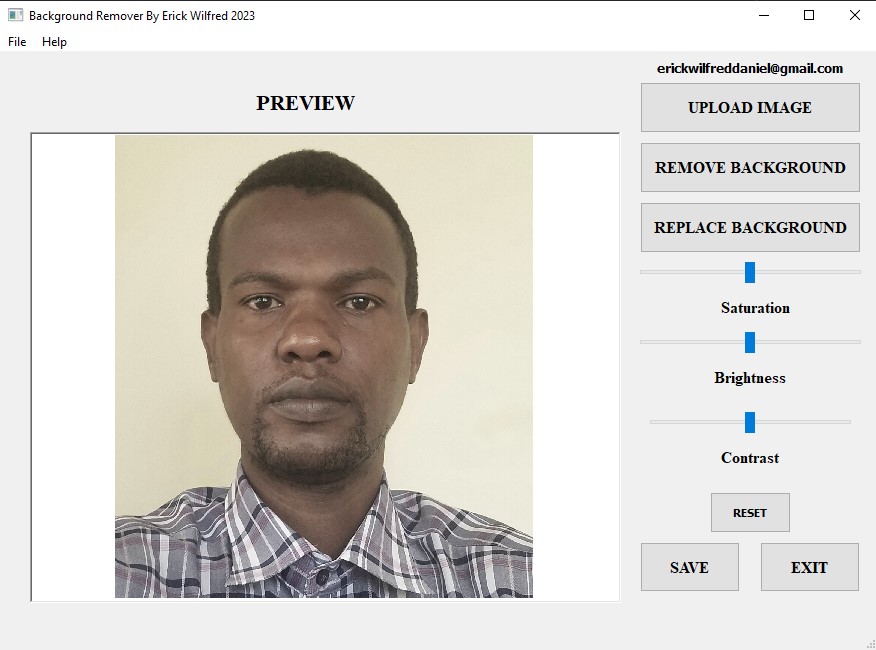 Background Remover By Erick Wilfred 2023
File Help
erickwilfreddaniel@gmail.com
PREVIEW
UPLOAD IMAGE
REMOVE BACKGROUND
REPLACE BACKGROUND
Saturation
Brightness
Contrast
RESET
SAVE EXIT